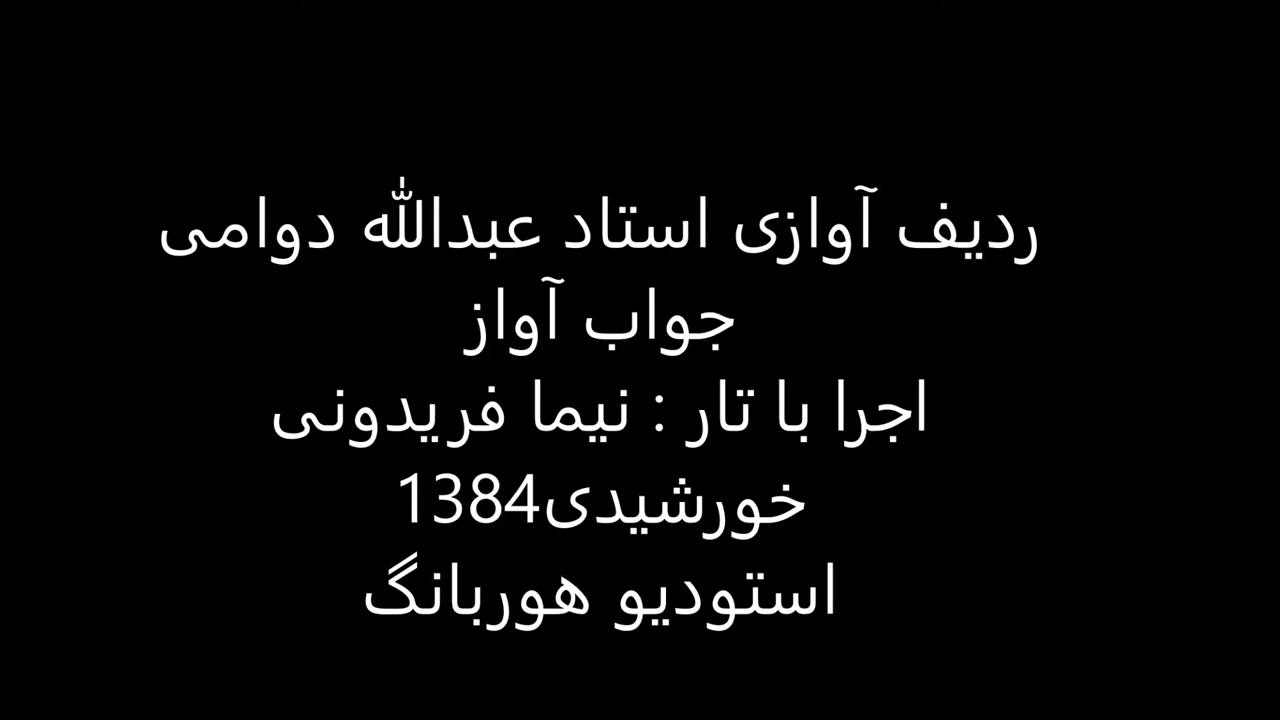 ردیف آوازی استاد عبدالله دوامی
جواب آواز
اجرا با تار : نیما فریدونی
خورشیدی1384
استودیو هوربانگ